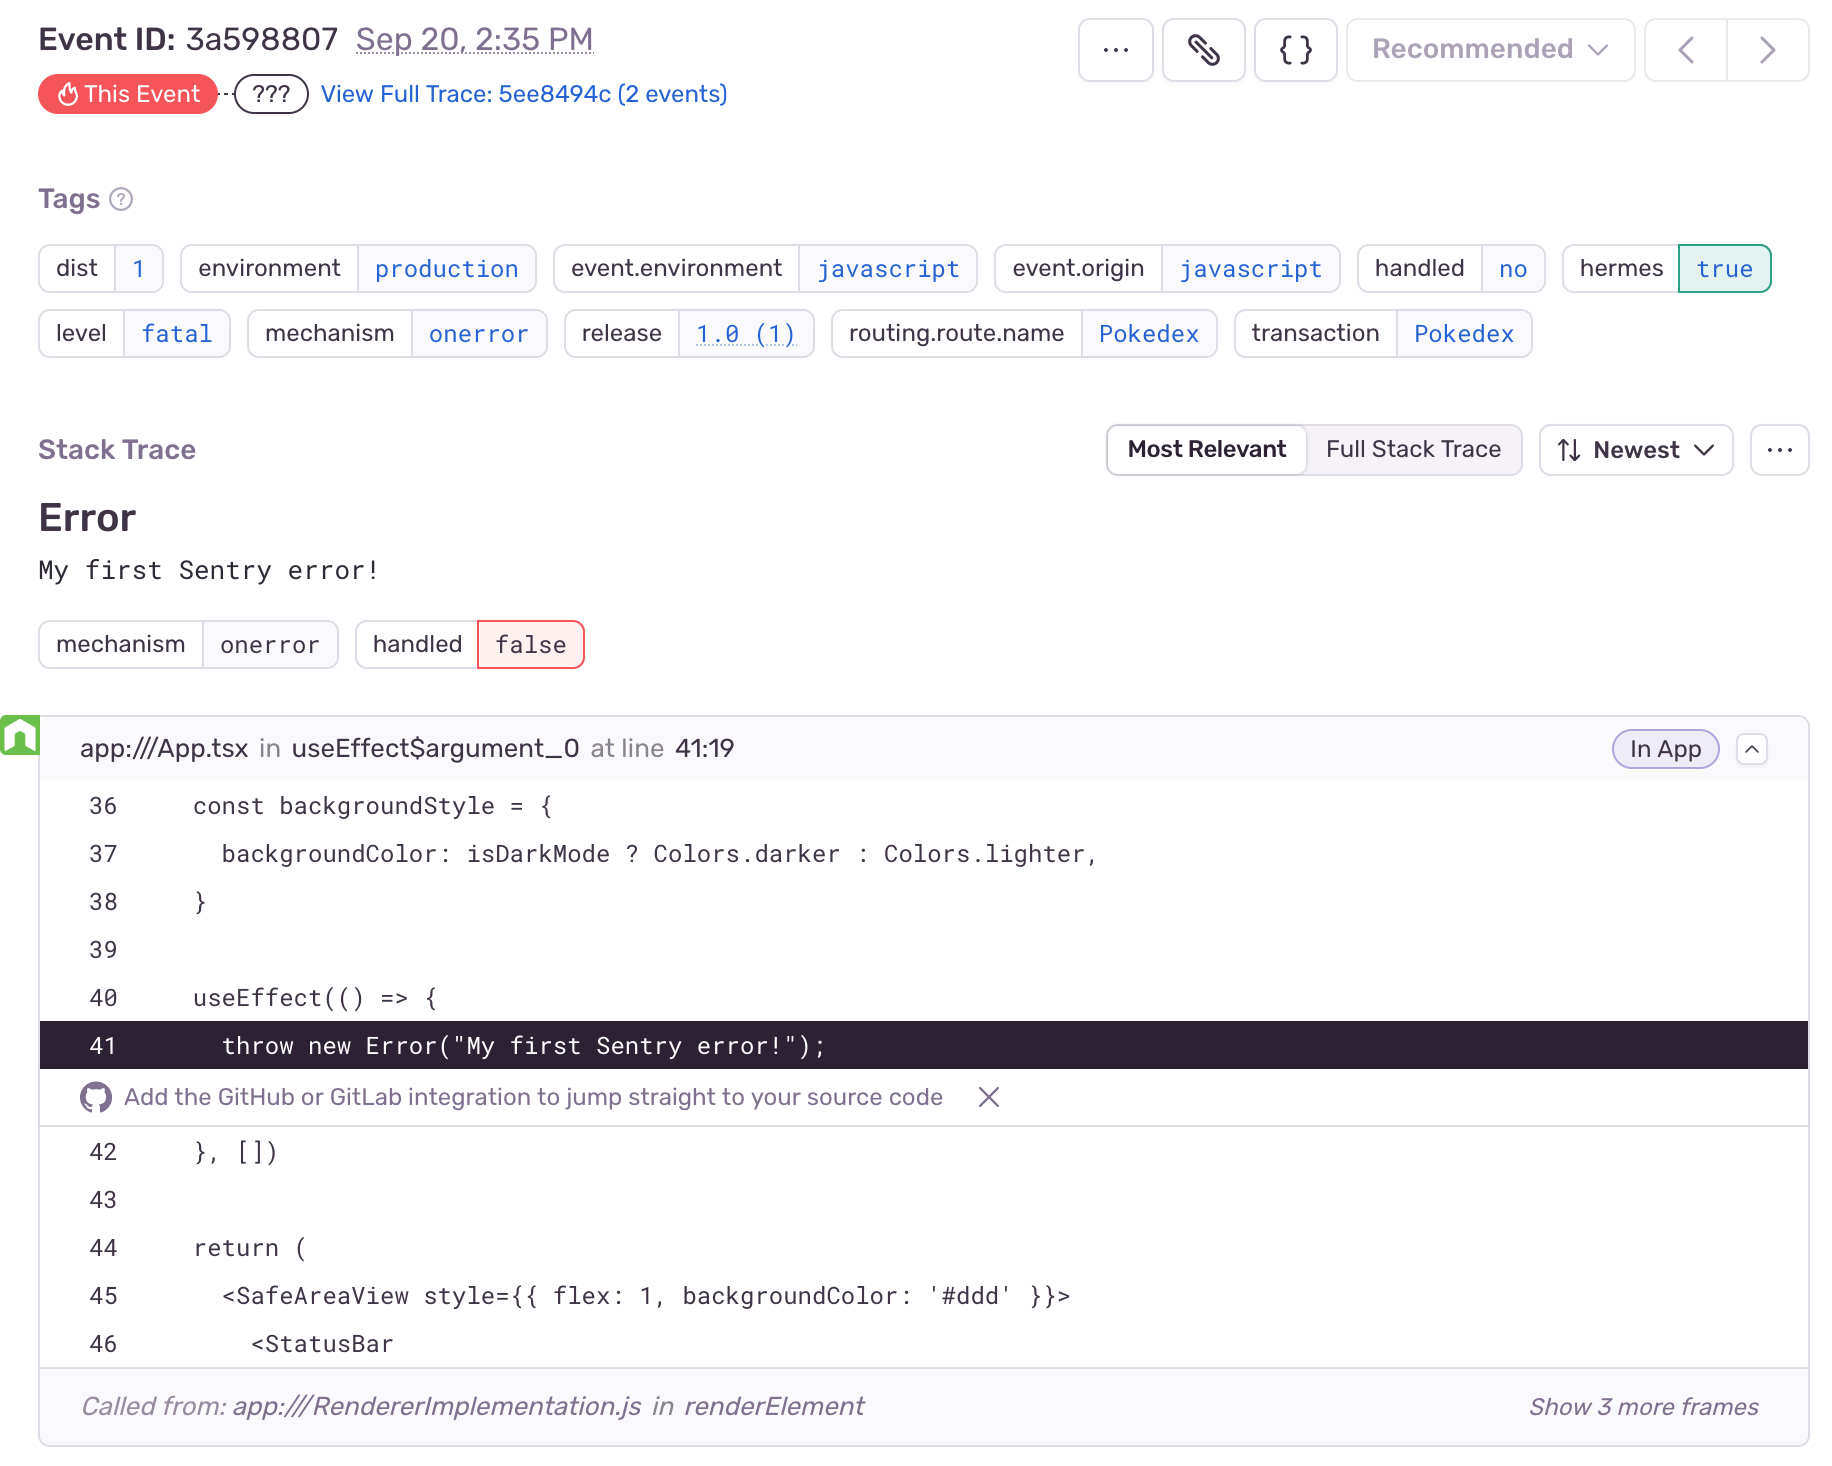 Event ID: 3a598807 Sep 20, 2:35 PM
··· { } Recommended
This Event ??? View Full Trace: 5ee8494c (2 events)
Tags ?
dist 1 environment production event.environment javascript event.origin javascript handled no hermes true
level fatal mechanism onerror release 1.0 (1) routing.route.name Pokedex transaction Pokedex
Stack Trace Most Relevant Full Stack Trace Newest ···
Error
My first Sentry error!
mechanism onerror handled false
app:///App.tsx in useEffect$argument_0 at line 41:19 In App
36 const backgroundStyle = {
37 backgroundColor: isDarkMode ? Colors.darker : Colors.lighter,
38 }
39
40 useEffect(() => {
41 throw new Error("My first Sentry error!");
Add the GitHub or GitLab integration to jump straight to your source code
42 }, [])
43
44 return (
45 <SafeAreaView style={{ flex: 1, backgroundColor: '#ddd' }}>
46 <StatusBar
Called from: app:///RendererImplementation.js in renderElement Show 3 more frames